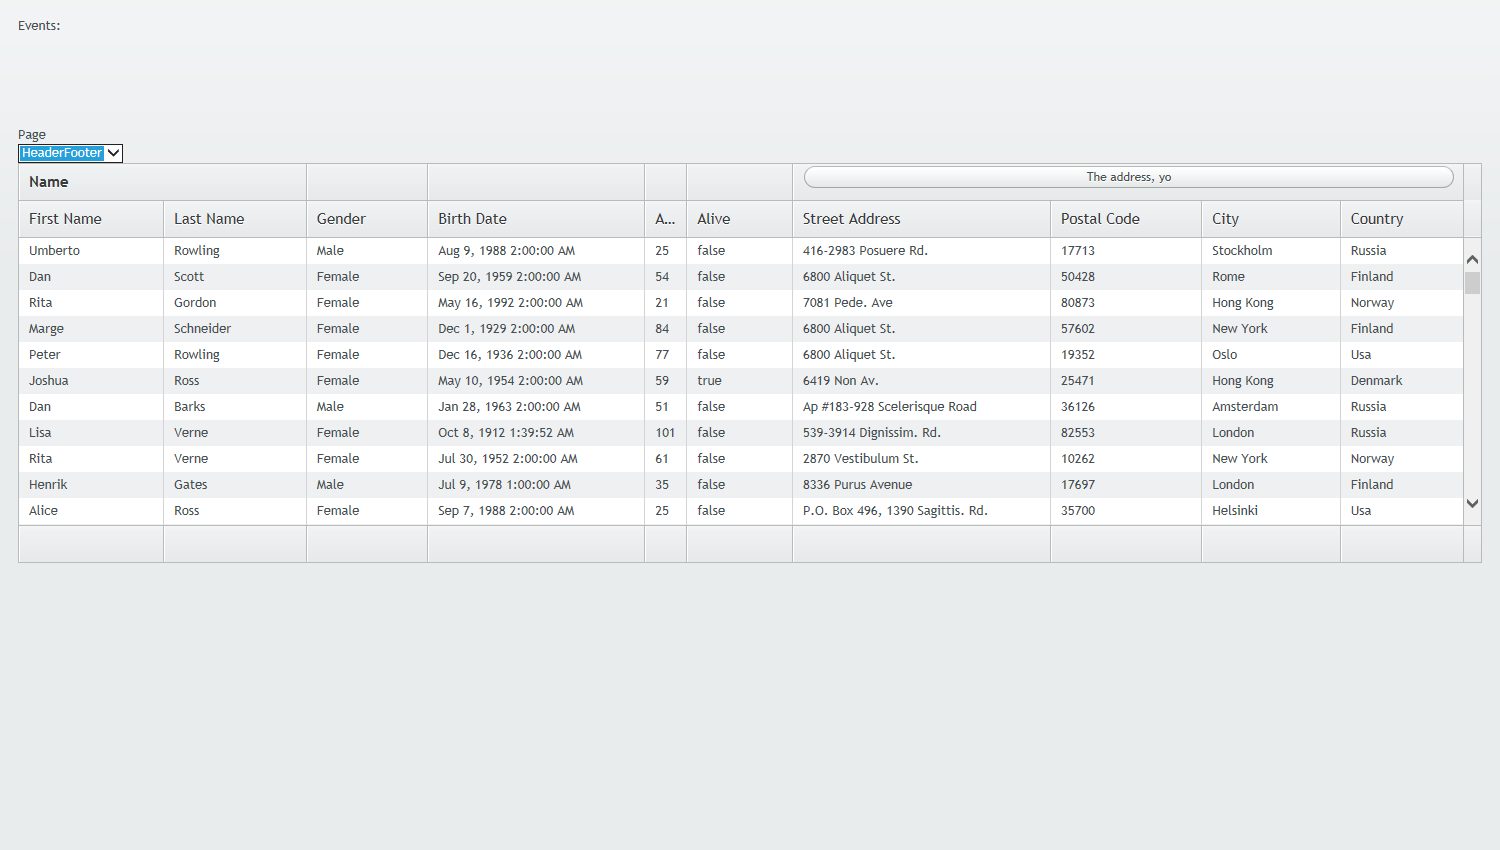 Events:
Page
HeaderFooter
Name The address, yo
First Name Last Name Gender Birth Date A... Alive Street Address Postal Code City Country
Umberto Rowling Male Aug 9, 1988 2:00:00 AM 25 false 416-2983 Posuere Rd. 17713 Stockholm Russia
Dan Scott Female Sep 20, 1959 2:00:00 AM 54 false 6800 Aliquet St. 50428 Rome Finland
Rita Gordon Female May 16, 1992 2:00:00 AM 21 false 7081 Pede. Ave 80873 Hong Kong Norway
Marge Schneider Female Dec 1, 1929 2:00:00 AM 84 false 6800 Aliquet St. 57602 New York Finland
Peter Rowling Female Dec 16, 1936 2:00:00 AM 77 false 6800 Aliquet St. 19352 Oslo Usa
Joshua Ross Female May 10, 1954 2:00:00 AM 59 true 6419 Non Av. 25471 Hong Kong Denmark
Dan Barks Male Jan 28, 1963 2:00:00 AM 51 false Ap #183-928 Scelerisque Road 36126 Amsterdam Russia
Lisa Verne Female Oct 8, 1912 1:39:52 AM 101 false 539-3914 Dignissim. Rd. 82553 London Russia
Rita Verne Female Jul 30, 1952 2:00:00 AM 61 false 2870 Vestibulum St. 10262 New York Norway
Henrik Gates Male Jul 9, 1978 1:00:00 AM 35 false 8336 Purus Avenue 17697 London Finland
Alice Ross Female Sep 7, 1988 2:00:00 AM 25 false P.O. Box 496, 1390 Sagittis. Rd. 35700 Helsinki Usa